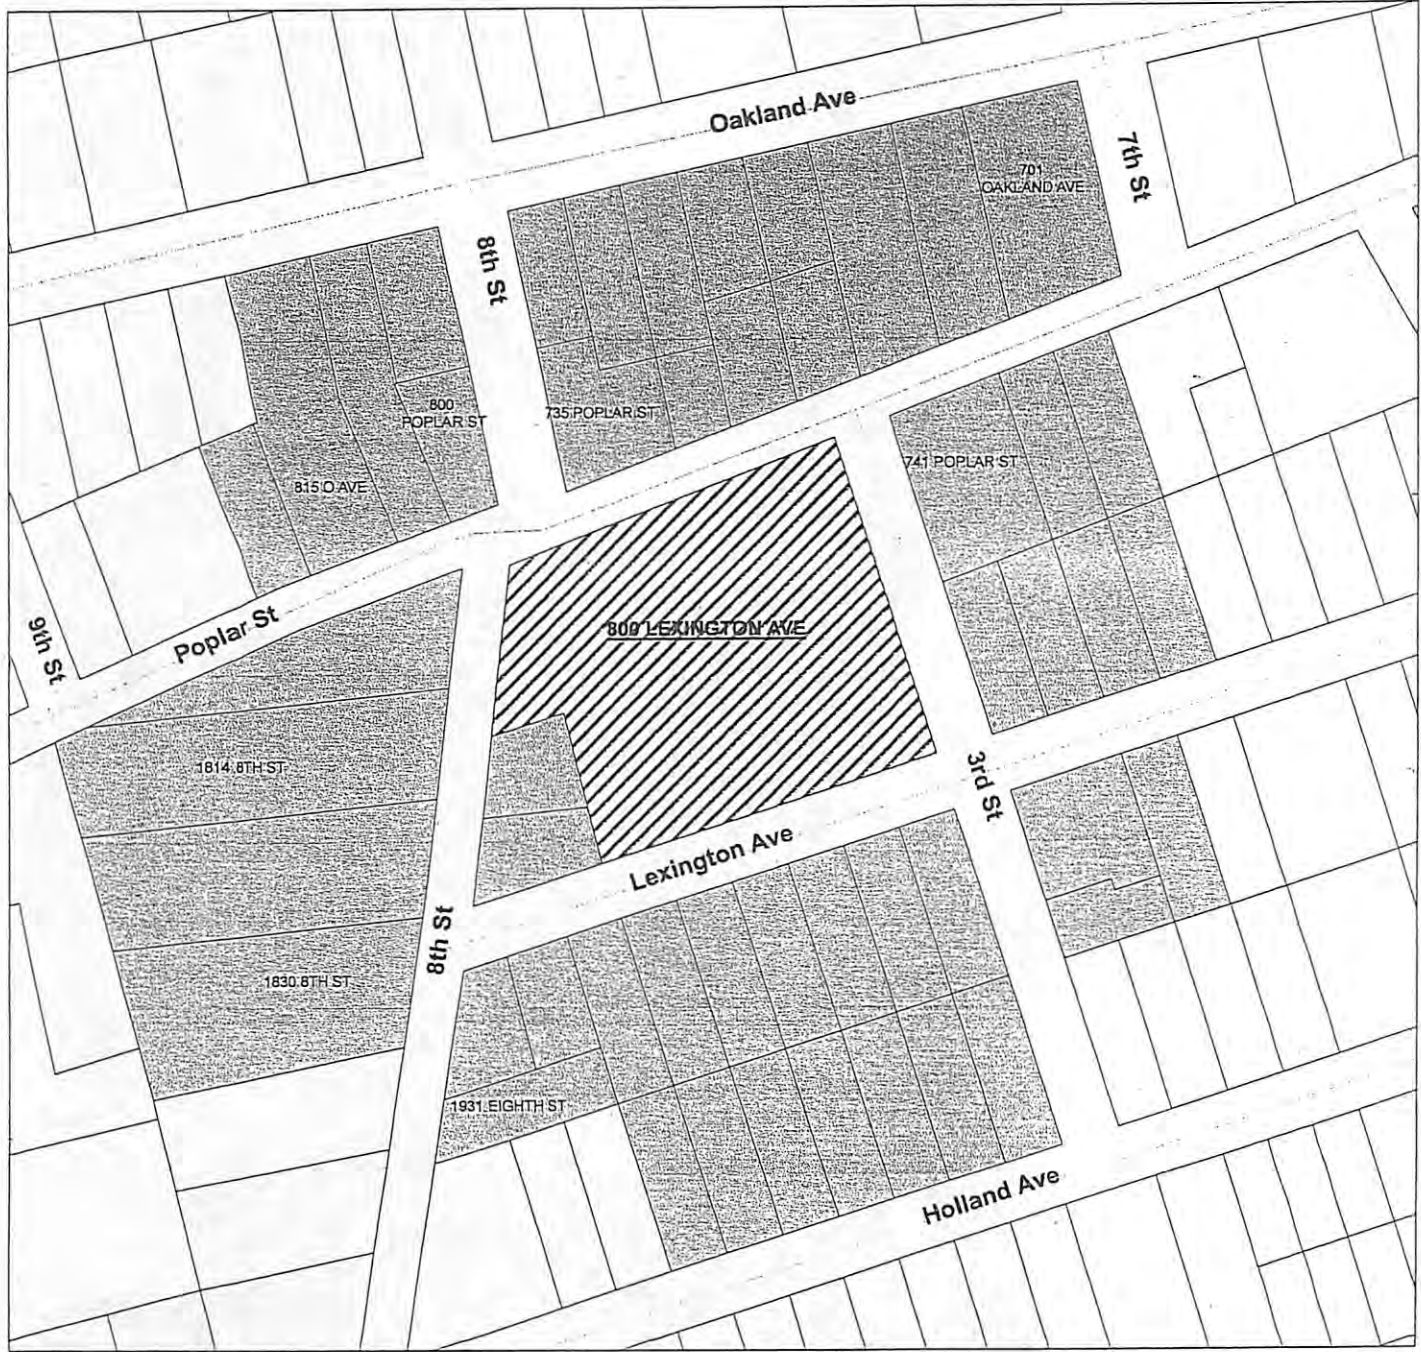 Oakland Ave
7th St
701
OAKLAND AVE
8th St
800
POPLAR ST
735 POPLAR ST
741 POPLAR ST
815 O AVE
9th St
Poplar St
800 LEXINGTON AVE
1814 8TH ST
3rd St
Lexington Ave
8th St
1830 8TH ST
1931 EIGHTH ST
Holland Ave